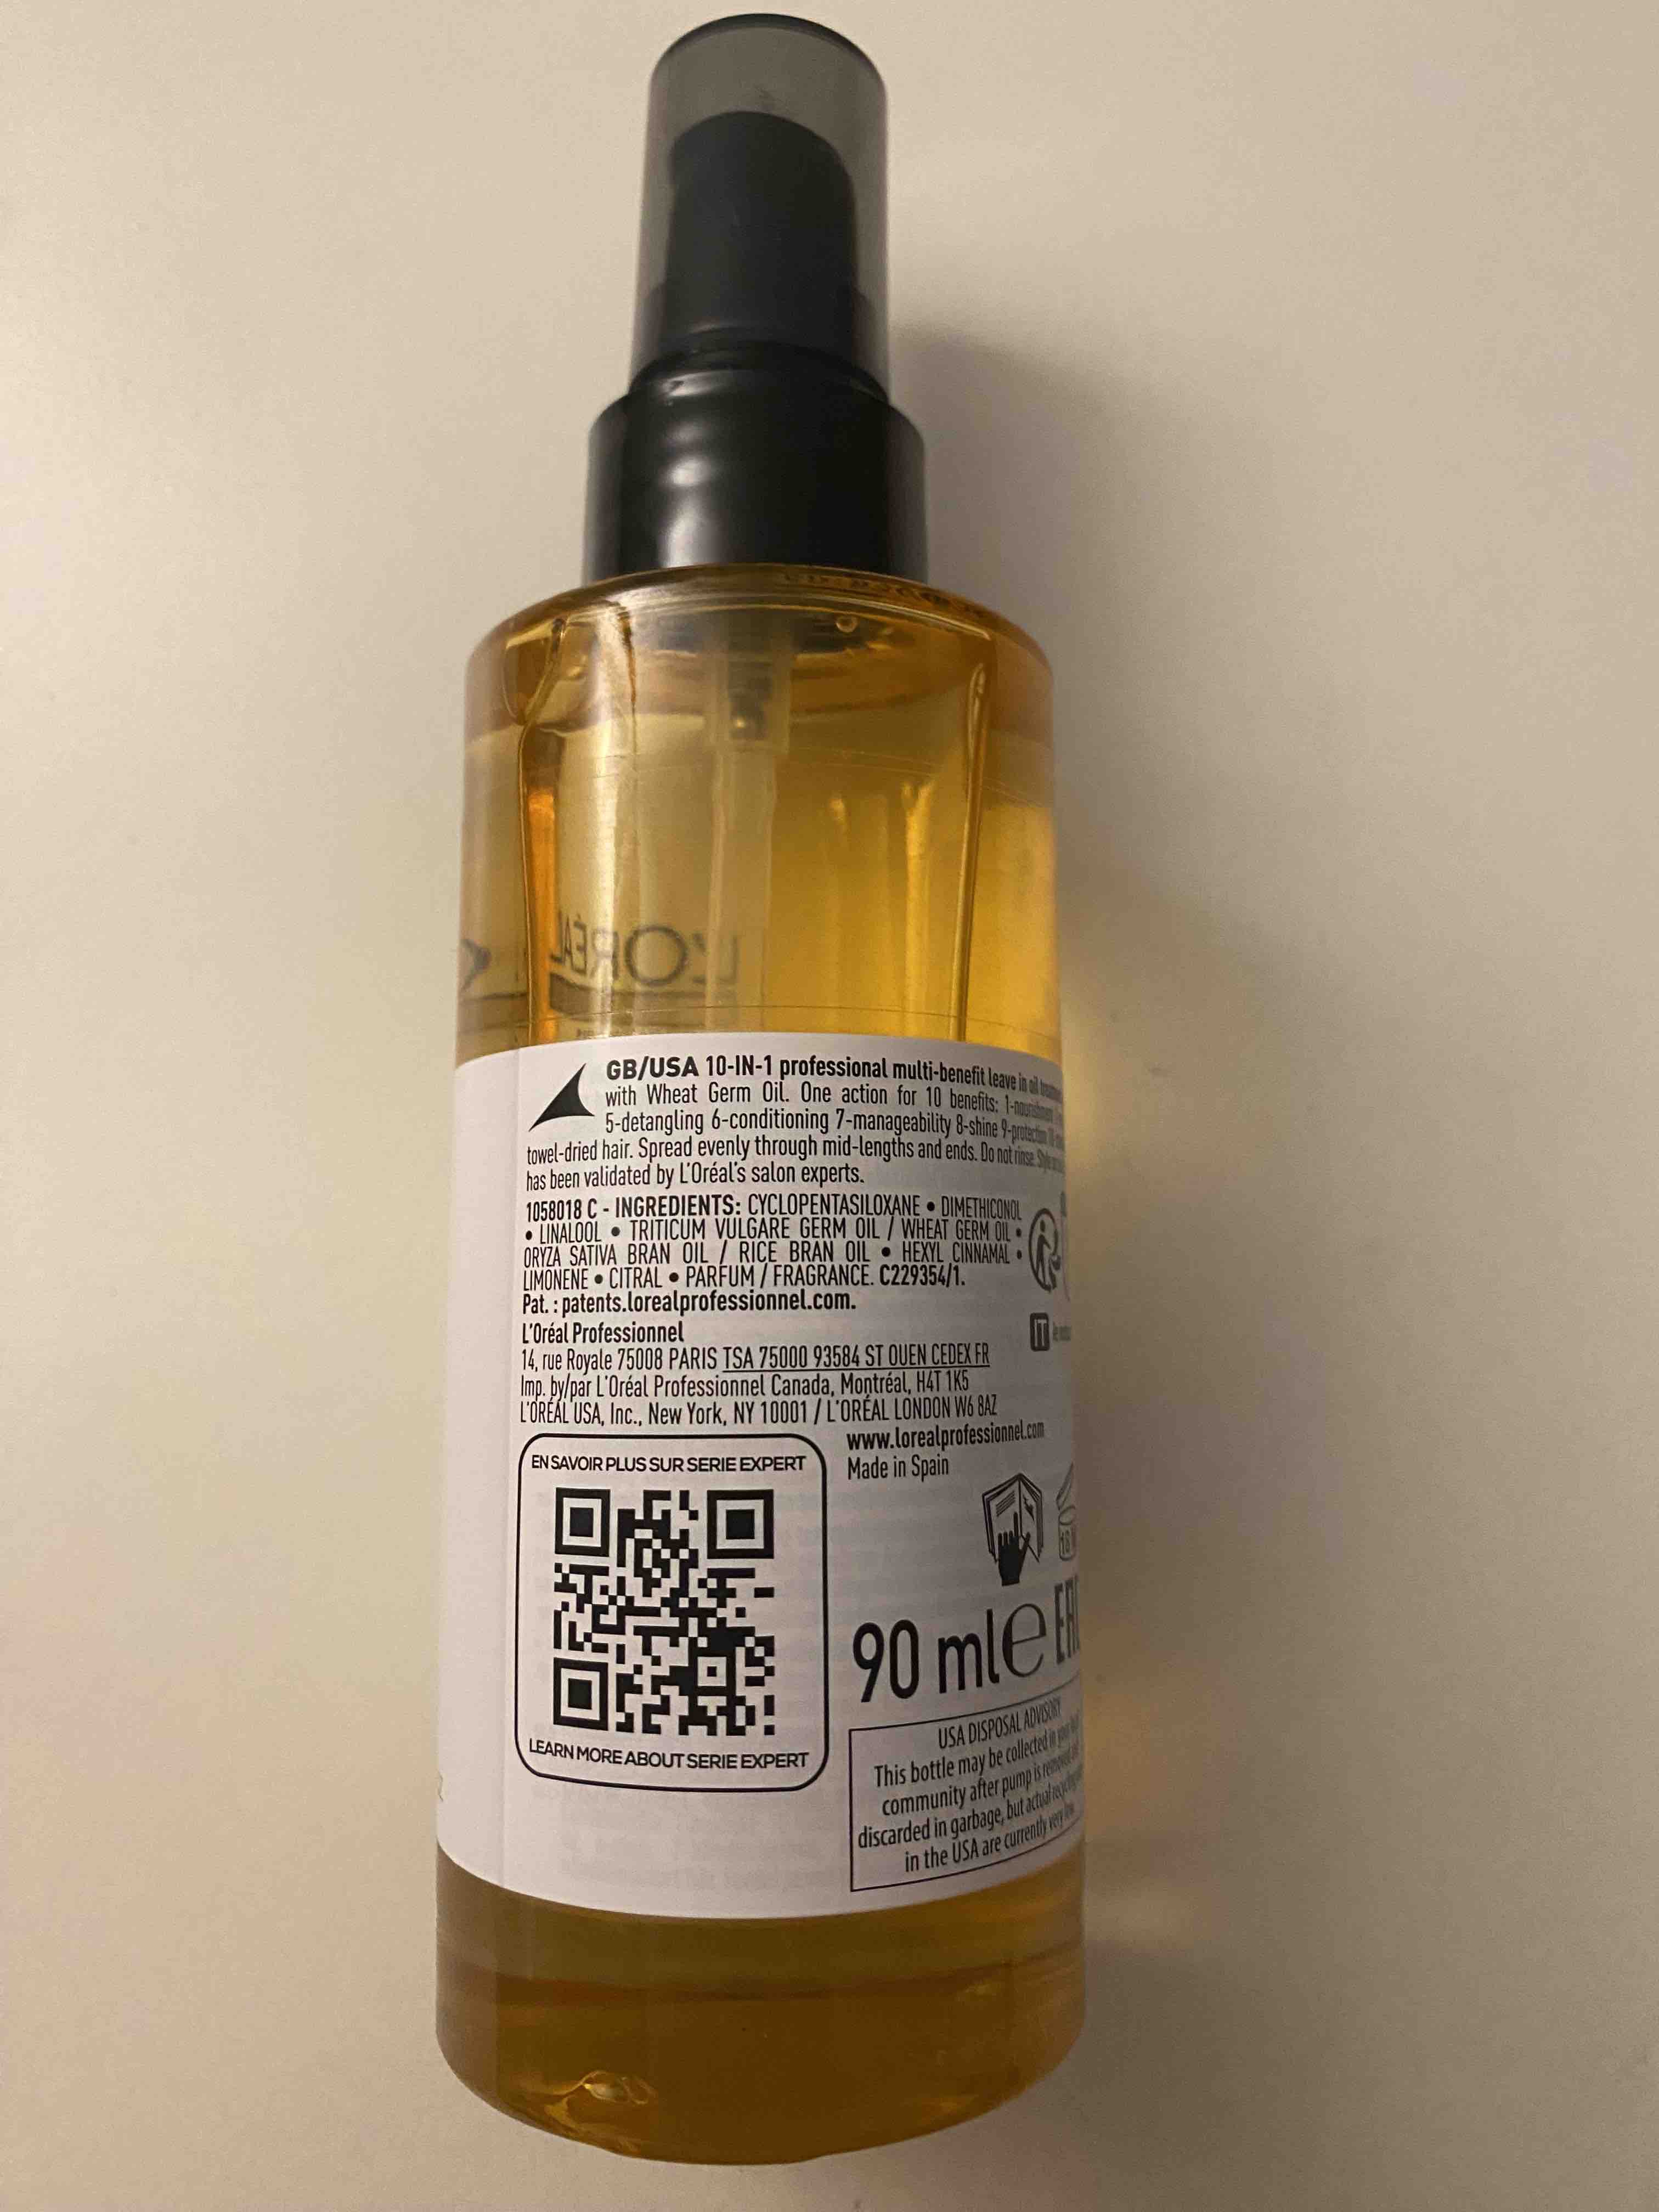 L'ORÉAL
GB/USA 10-IN-1 professional multi-benefit leave in oil
with Wheat Germ Oil. One action for 10 benefits: 1-nourishment
5-detangling 6-conditioning 7-manageability 8-shine 9-protection
towel-dried hair. Spread evenly through mid-lengths and ends. Do not rinse.
has been validated by L'Oréal's salon experts.
1058018 C - INGREDIENTS: CYCLOPENTASILOXANE • DIMETHICONOL
• LINALOOL • TRITICUM VULGARE GERM OIL / WHEAT GERM OIL •
ORYZA SATIVA BRAN OIL / RICE BRAN OIL • HEXYL CINNAMAL •
LIMONENE • CITRAL • PARFUM / FRAGRANCE. C229354/1.
Pat. : patents.lorealprofessionnel.com.
L'Oréal Professionnel
14, rue Royale 75008 PARIS TSA 75000 93584 ST OUEN CEDEX FR
Imp. by/par L'Oréal Professionnel Canada, Montréal, H4T 1K5
L'ORÉAL USA, Inc., New York, NY 10001 / L'ORÉAL LONDON W6 8AZ
IT
www.lorealprofessionnel.com
Made in Spain
EN SAVOIR PLUS SUR SERIE EXPERT
LEARN MORE ABOUT SERIE EXPERT
18
90 ml e
USA DISPOSAL ADVISORY
This bottle may be collected in your
community after pump is removed
discarded in garbage, but actual recycling
in the USA are currently very low.